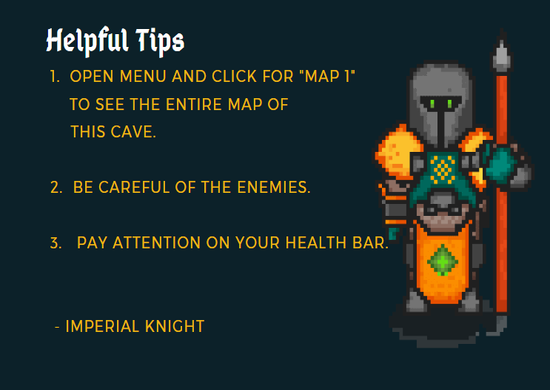 Helpful Tips
1. OPEN MENU AND CLICK FOR "MAP 1"
TO SEE THE ENTIRE MAP OF
THIS CAVE.
2. BE CAREFUL OF THE ENEMIES.
3. PAY ATTENTION ON YOUR HEALTH BAR.
- IMPERIAL KNIGHT